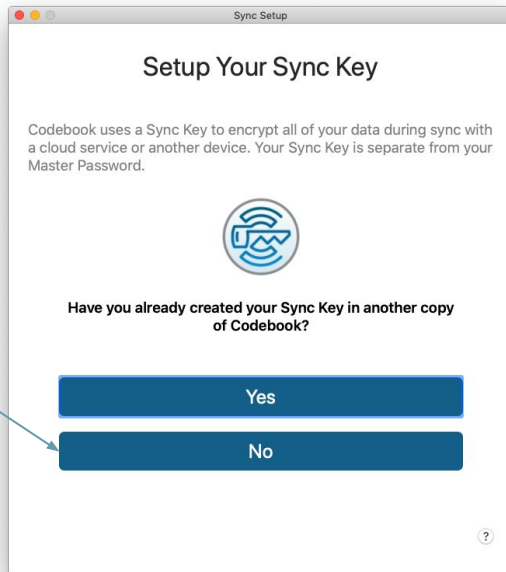 Sync Setup
Setup Your Sync Key
Codebook uses a Sync Key to encrypt all of your data during sync with
a cloud service or another device. Your Sync Key is separate from your
Master Password.
Have you already created your Sync Key in another copy
of Codebook?
Yes
No
?